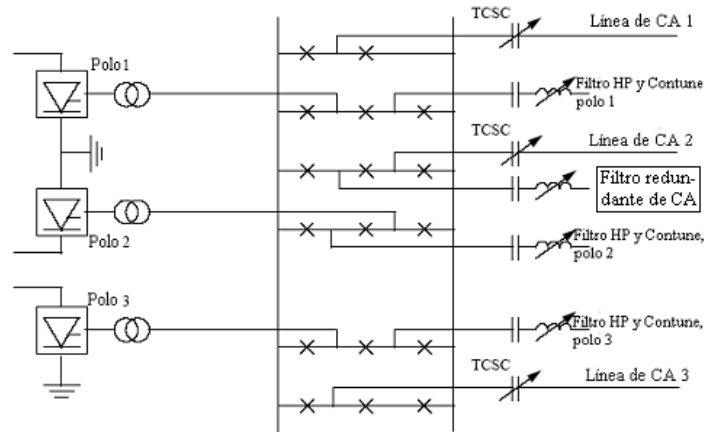 TCSC
Línea de CA 1
Polo 1
Filtro HP y Contune
polo 1
TCSC
Línea de CA 2
Filtro redun-
dante de CA
Polo 2
Filtro HP y Contune,
polo 2
Polo 3
Filtro HP y Contune,
polo 3
TCSC
Línea de CA 3